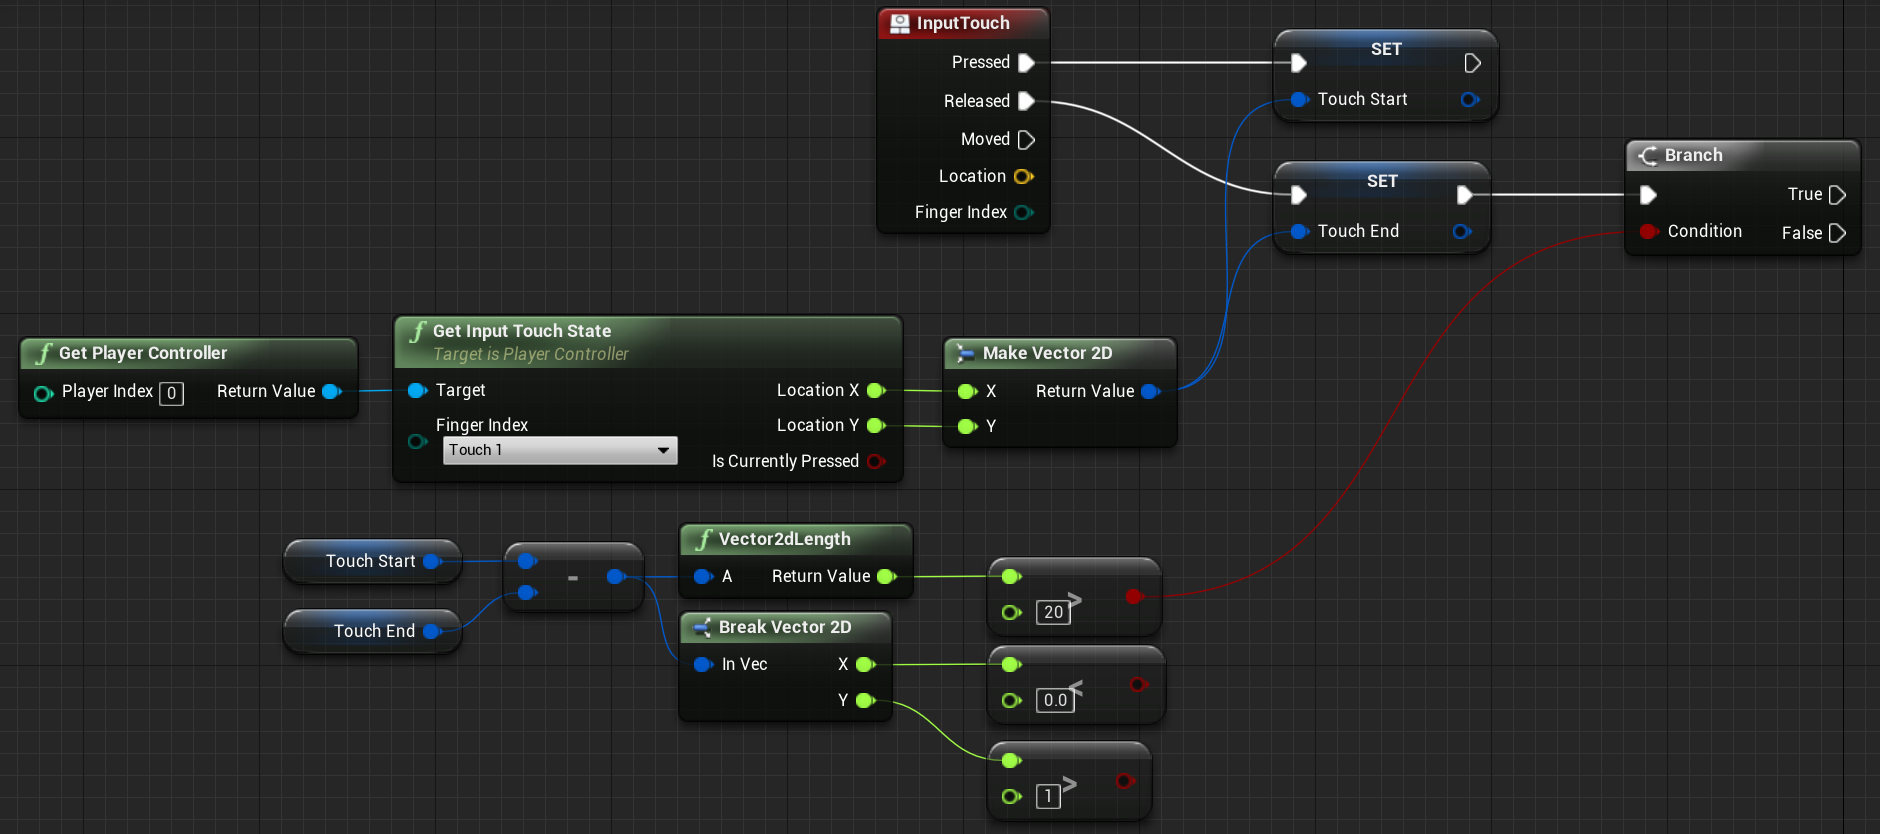 InputTouch
Pressed
Released
Moved
Location
Finger Index
SET
Touch Start
SET
Touch End
Branch
True
Condition
False
Get Player Controller
Player Index 0
Return Value
Get Input Touch State
Target is Player Controller
Target
Finger Index
Touch 1
Location X
Location Y
Is Currently Pressed
Make Vector 2D
X
Return Value
Y
Touch Start
Touch End
-
Vector2dLength
A
Return Value
Break Vector 2D
In Vec
X
Y
20 >
0.0 <
1 >